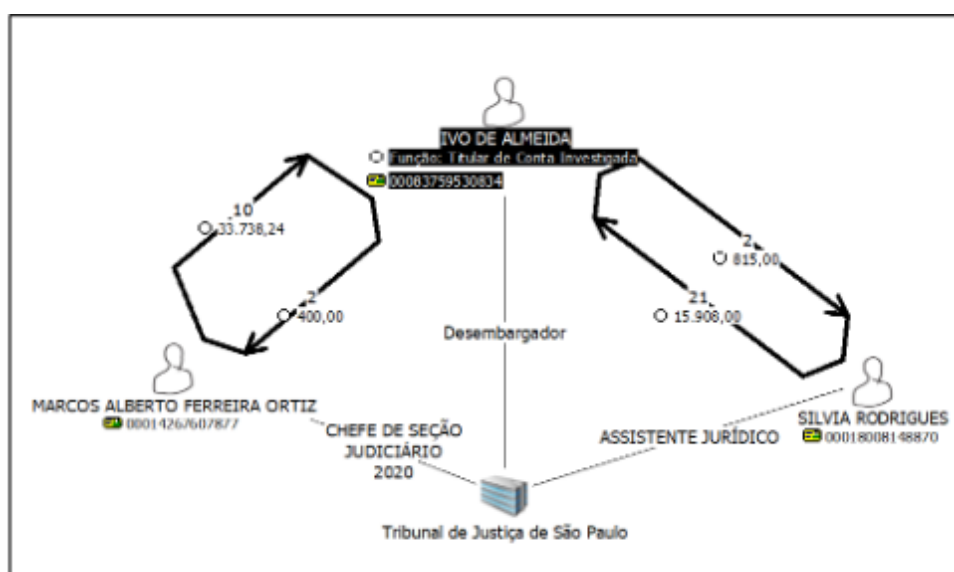 IVO DE ALMEIDA
Função: Titular de Conta Investigada
00083759530834
10
33.738,24
2
400,00
2
815,00
21
15.908,00
Desembargador
MARCOS ALBERTO FERREIRA ORTIZ
00014267607877
SILVIA RODRIGUES
00018008148870
CHEFE DE SEÇÃO
JUDICIÁRIO
2020
ASSISTENTE JURÍDICO
Tribunal de Justiça de São Paulo